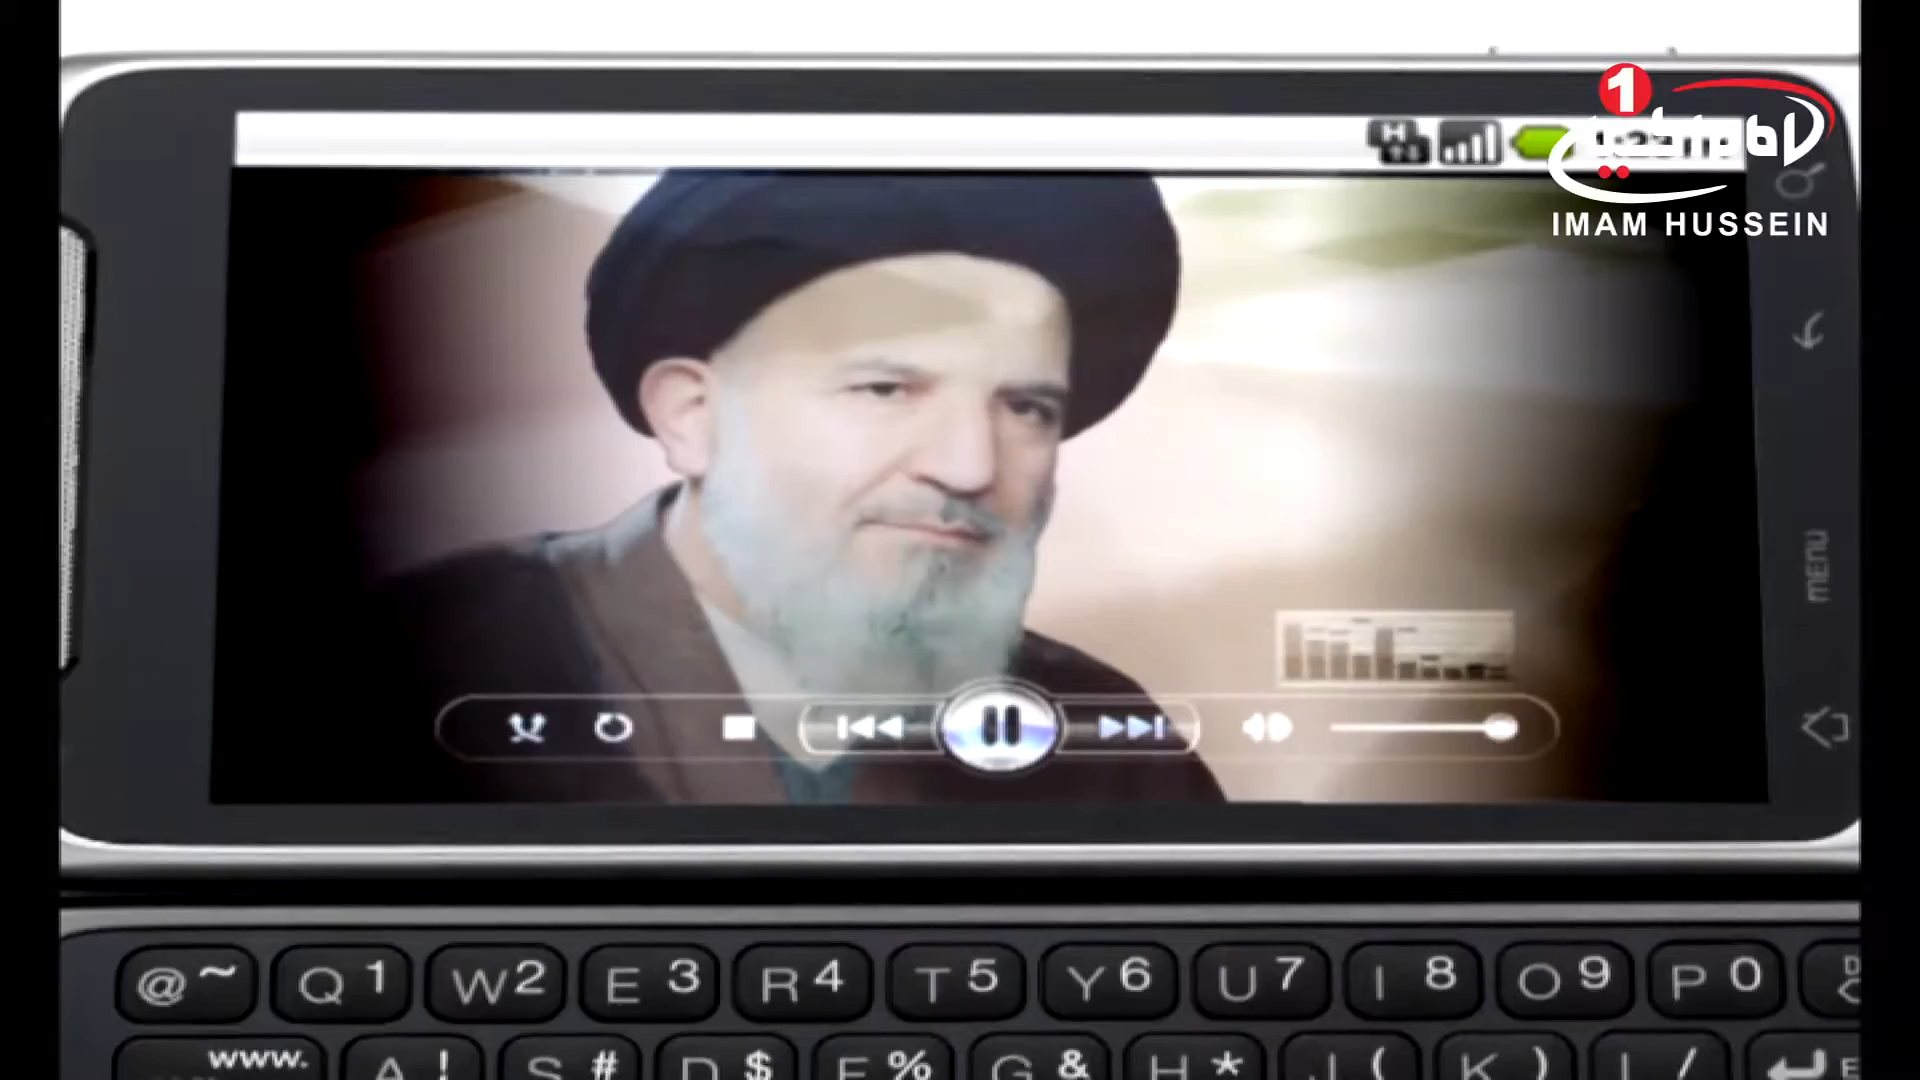 1
IMAM HUSSEIN
menu
@ ~ Q 1 W 2 E 3 R 4 T 5 Y 6 U 7 I 8 O 9 P 0
www. A ! S # D $ F % G & H * J ( K ) L /